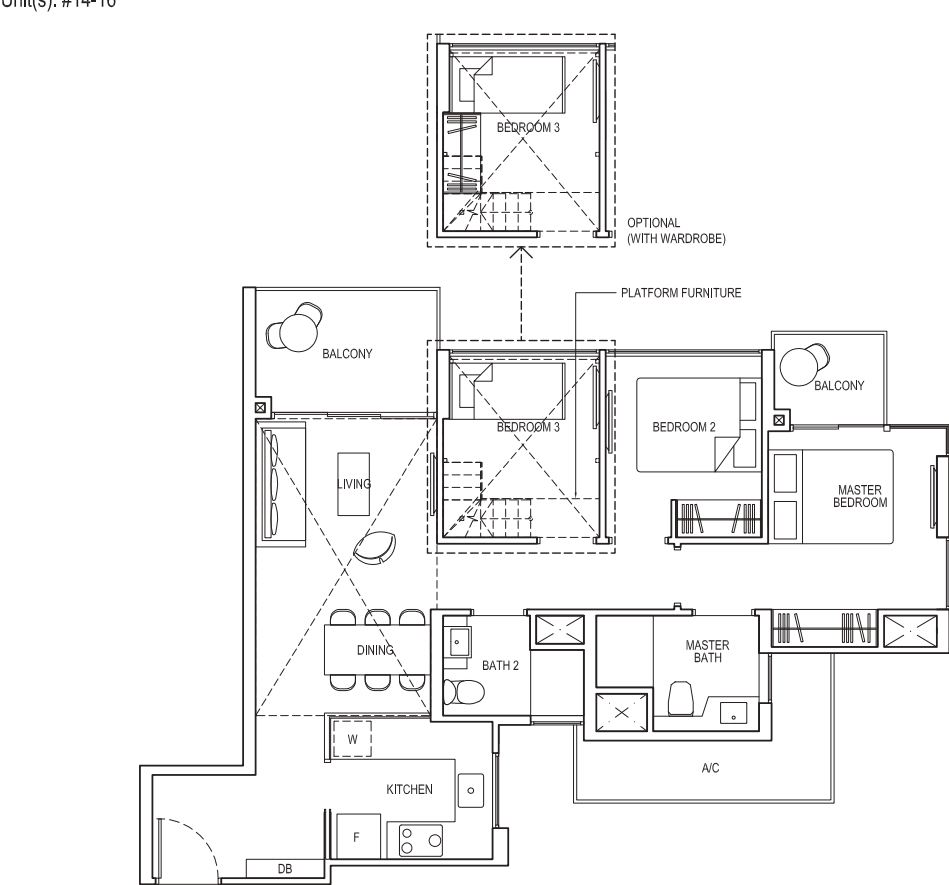 Unit(s): #14-16
BEDROOM 3
OPTIONAL
(WITH WARDROBE)
PLATFORM FURNITURE
BALCONY
BALCONY
BEDROOM 3
BEDROOM 2
LIVING
MASTER
BEDROOM
DINING
BATH 2
MASTER
BATH
W
A/C
KITCHEN
F
DB